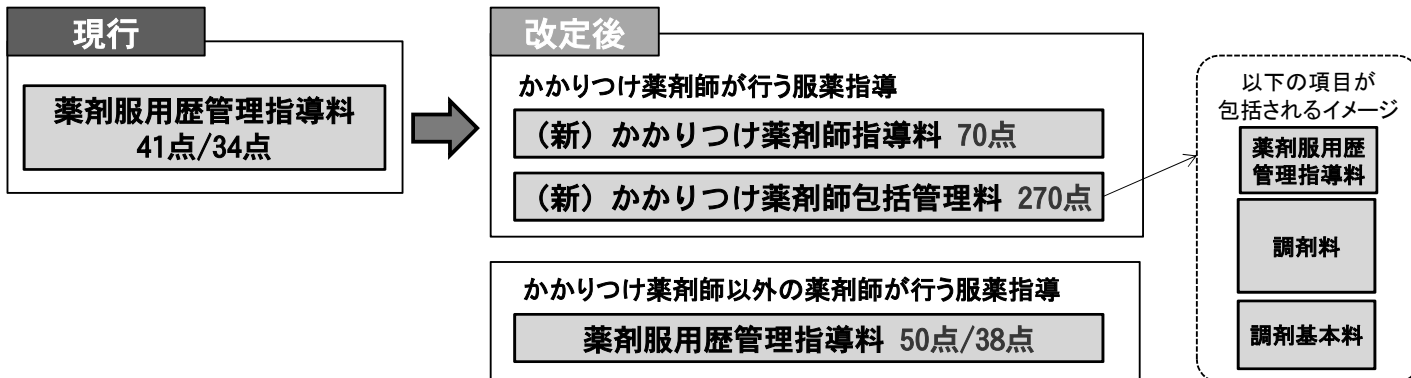 現行
薬剤服用歴管理指導料
41点/34点
改定後
かかりつけ薬剤師が行う服薬指導
（新）かかりつけ薬剤師指導料 70点
（新）かかりつけ薬剤師包括管理料 270点
かかりつけ薬剤師以外の薬剤師が行う服薬指導
薬剤服用歴管理指導料 50点/38点
以下の項目が
包括されるイメージ
薬剤服用歴
管理指導料
調剤料
調剤基本料